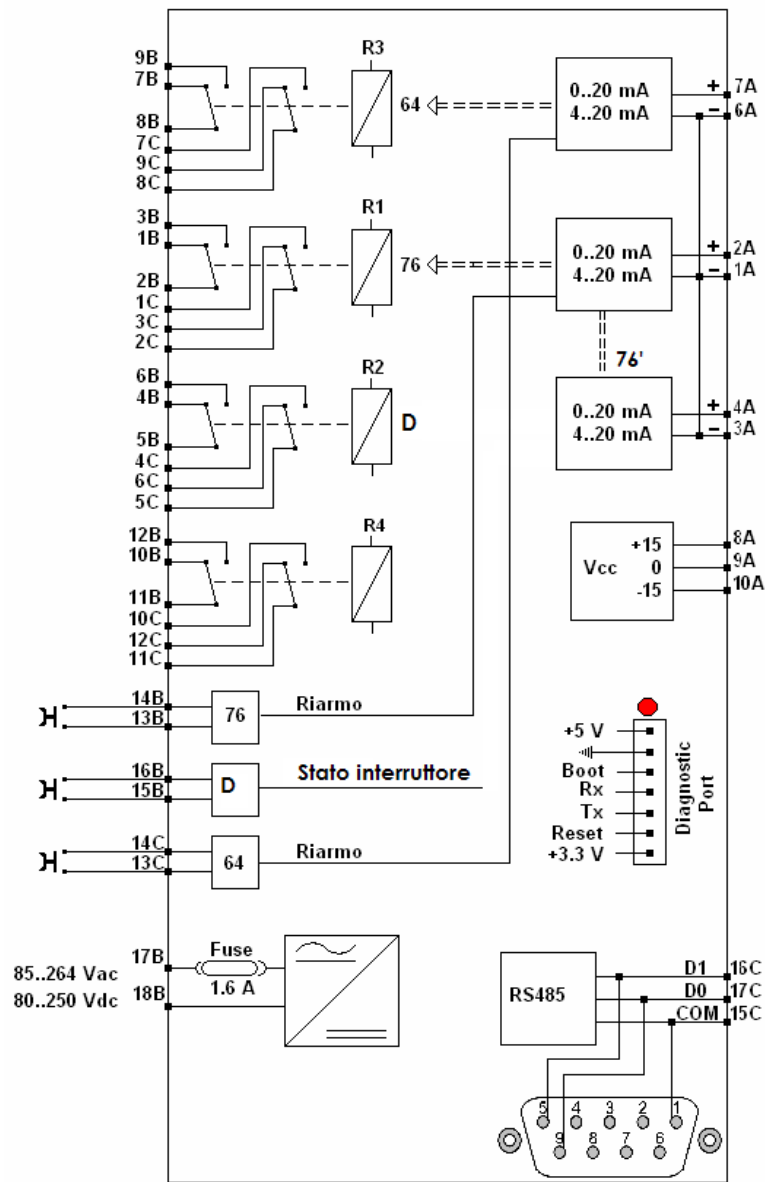 R3
9B
7B
8B
7C
9C
8C
64
0..20 mA
4..20 mA
+ 7A
− 6A
R1
3B
1B
2B
1C
3C
2C
76
0..20 mA
4..20 mA
+ 2A
− 1A
76'
R2
6B
4B
5B
4C
6C
5C
D
0..20 mA
4..20 mA
+ 4A
− 3A
R4
12B
10B
11B
10C
12C
11C
Vcc
+15 8A
0 9A
-15 10A
14B
13B
76
Riarmo
16B
15B
D
Stato interruttore
14C
13C
64
Riarmo
+5 V
Boot
Rx
Tx
Reset
+3.3 V
Diagnostic
Port
85..264 Vac
80..250 Vdc
17B
18B
Fuse
1.6 A
RS485
D1 16C
D0 17C
COM 15C
5 4 3 2 1
9 8 7 6